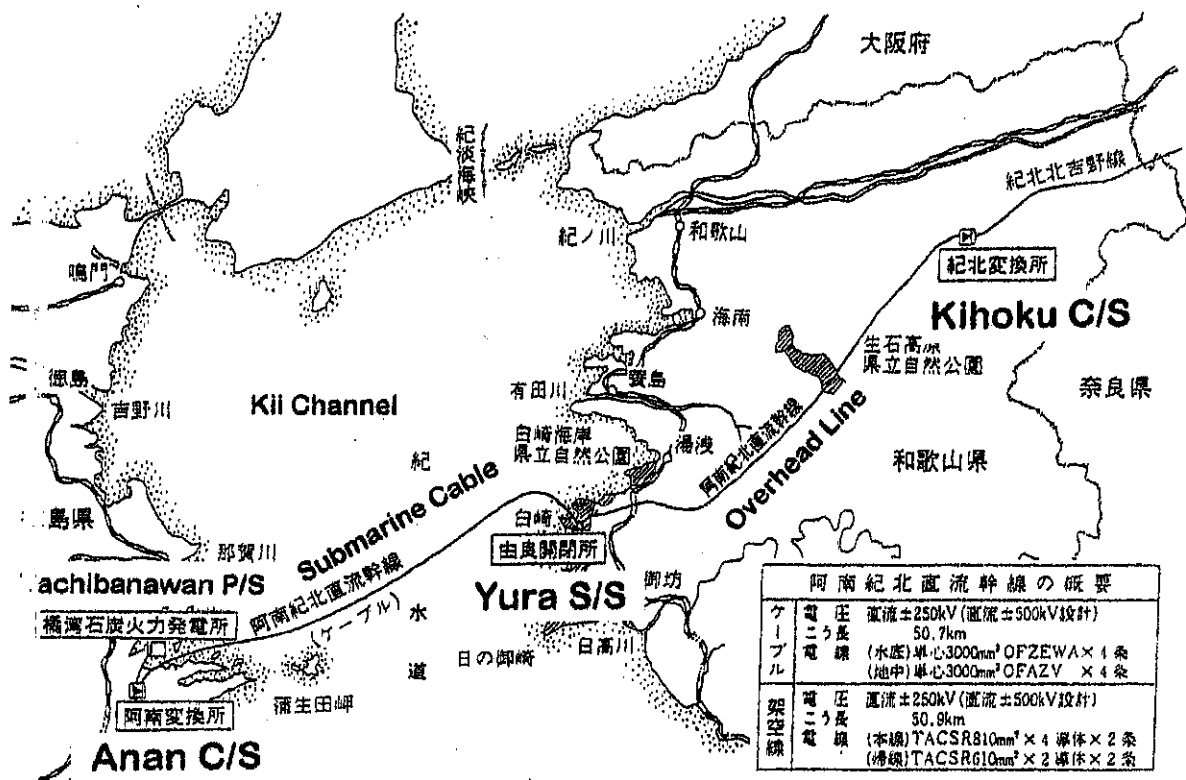 大阪府
紀淡海峡
紀北北吉野線
紀ノ川
和歌山
鳴門
紀北変換所
Kihoku C/S
海南
生石高原
県立自然公園
奈良県
徳島
吉野川
Kii Channel
有田川
簑島
白崎海岸
県立自然公園
湯浅
阿南紀北直流幹線
Overhead Line
和歌山県
紀
水
道
Submarine Cable
白崎
島県
那賀川
由良開閉所
achibanawan P/S
阿南紀北直流幹線
(ケーブル)
Yura S/S
御坊
橘湾石炭火力発電所
日の御崎
日高川
阿南変換所
蒲生田岬
Anan C/S
阿南紀北直流幹線の概要
ケーブル
電圧 直流±250kV(直流±500kV設計)
こう長 50.7km
電線 (水底)単心3000mm² OFZEWA×4条
(地中)単心3000mm² OFAZV ×4条
架空線
電圧 直流±250kV(直流±500kV設計)
こう長 50.9km
電線 (本線)TACSR810mm²×4導体×2条
(帰線)TACSR610mm²×2導体×2条